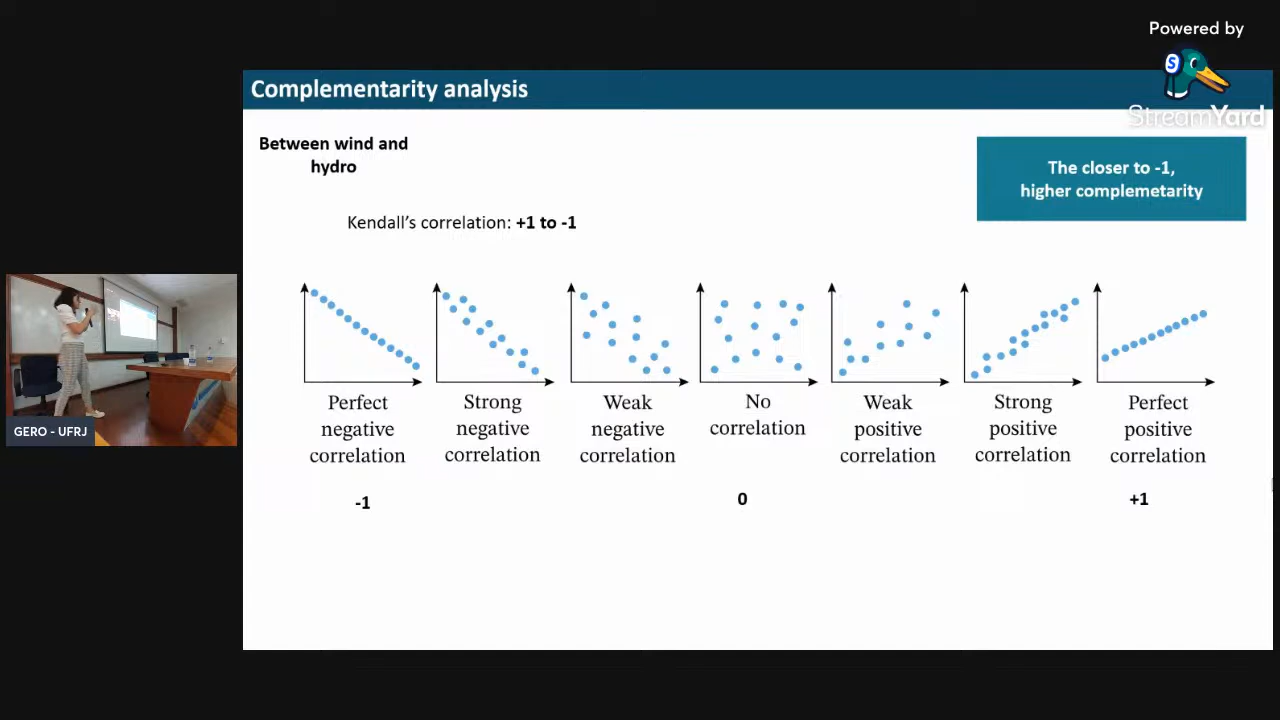 Powered by
StreamYard
Complementarity analysis
Between wind and
hydro
The closer to -1,
higher complemetarity
Kendall's correlation: +1 to -1
Perfect
negative
correlation
Strong
negative
correlation
Weak
negative
correlation
No
correlation
Weak
positive
correlation
Strong
positive
correlation
Perfect
positive
correlation
-1
0
+1
GERO - UFRJ